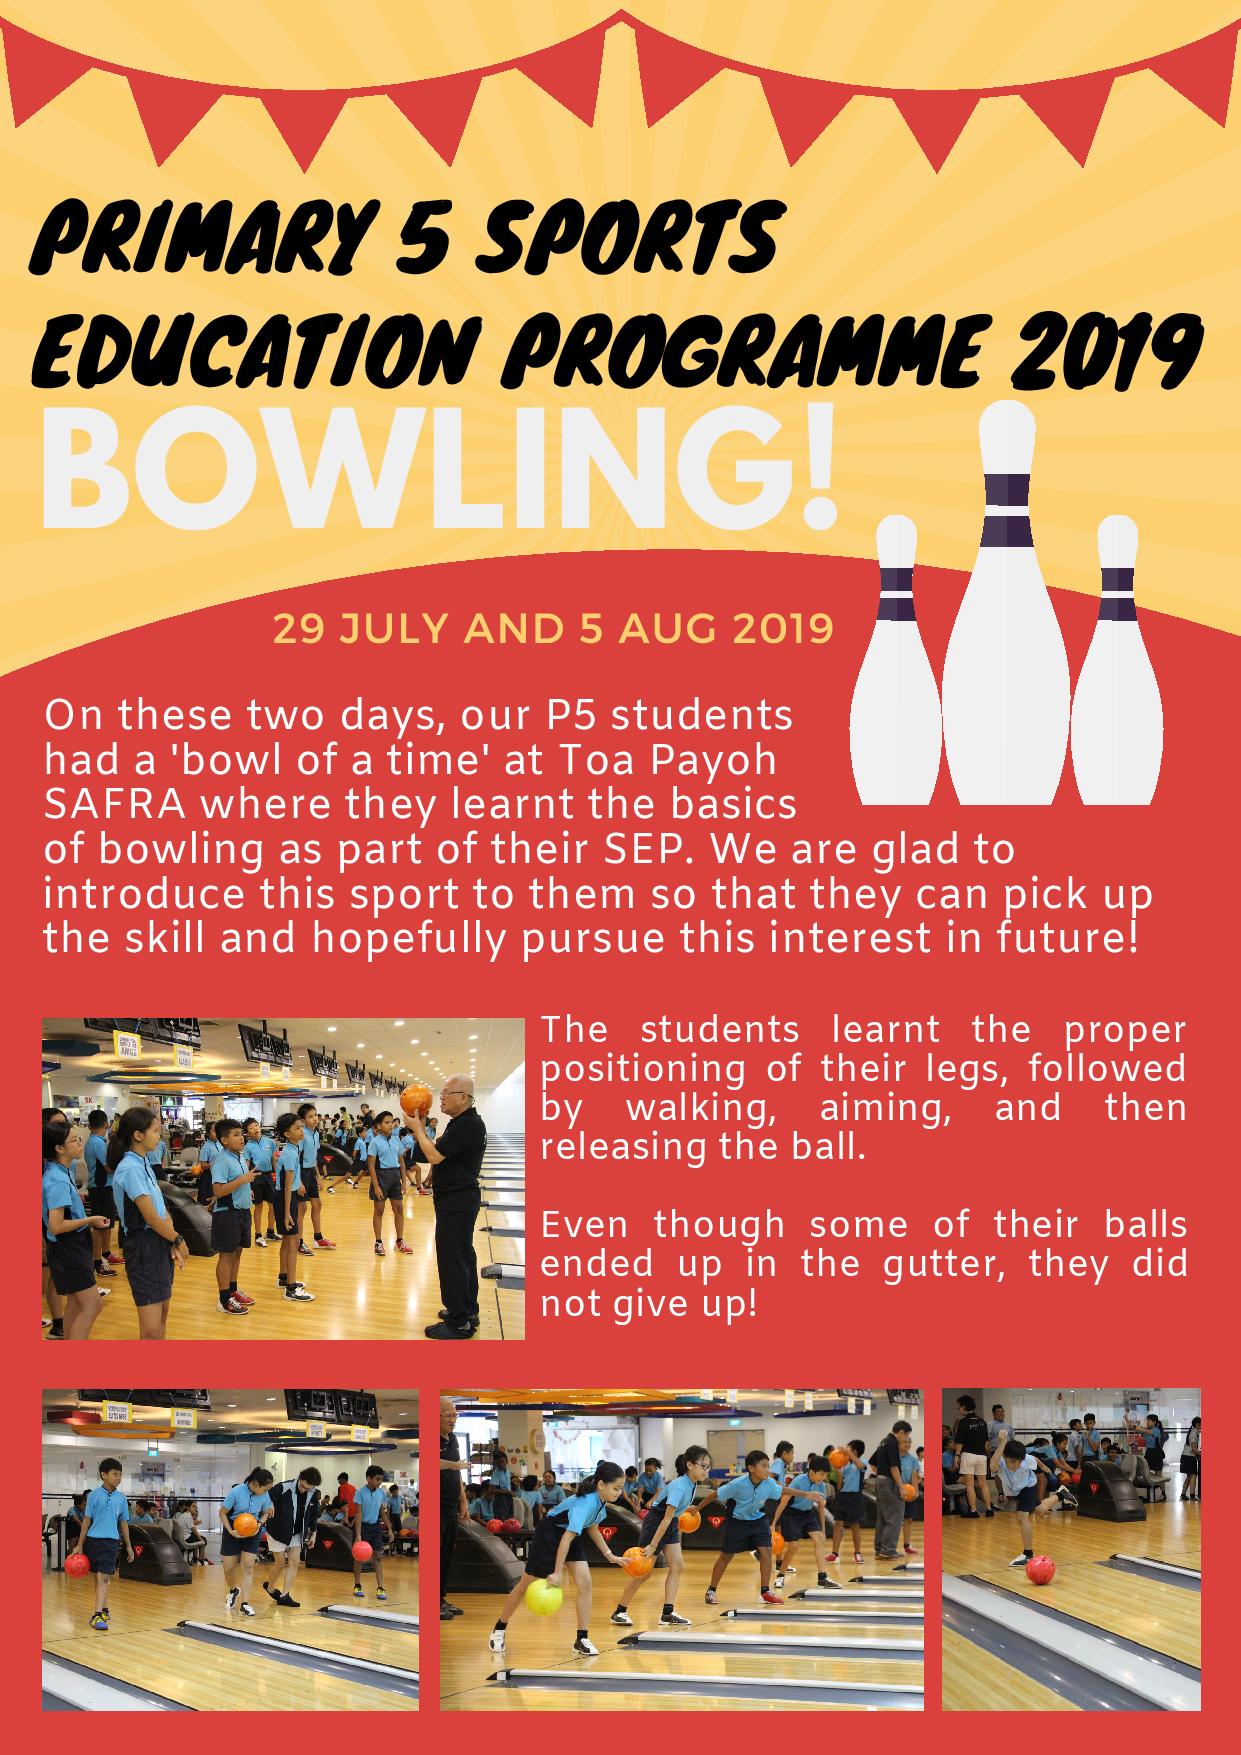 PRIMARY 5 SPORTS
EDUCATION PROGRAMME 2019
BOWLING!
29 JULY AND 5 AUG 2019
On these two days, our P5 students
had a 'bowl of a time' at Toa Payoh
SAFRA where they learnt the basics
of bowling as part of their SEP. We are glad to
introduce this sport to them so that they can pick up
the skill and hopefully pursue this interest in future!
The students learnt the proper
positioning of their legs, followed
by walking, aiming, and then
releasing the ball.
Even though some of their balls
ended up in the gutter, they did
not give up!